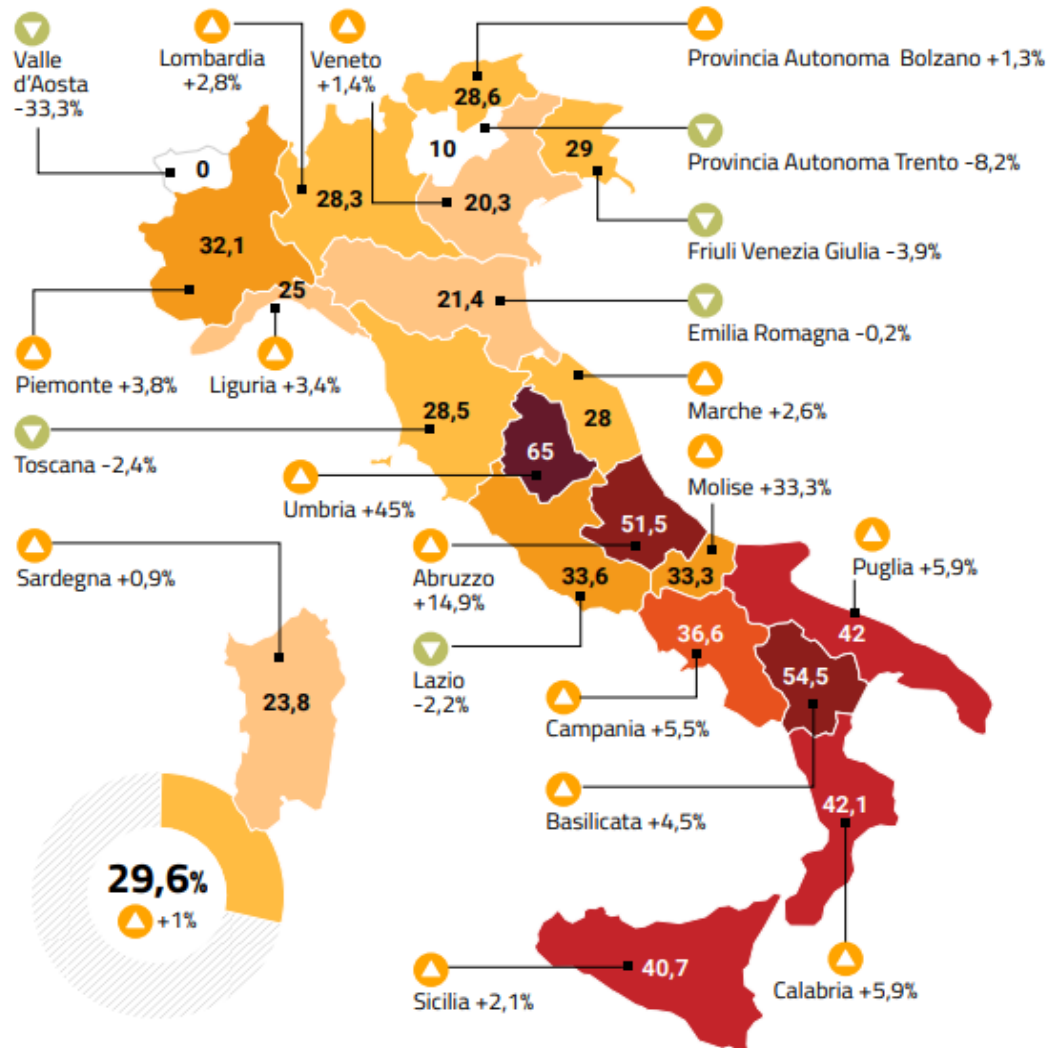 Valle
d'Aosta
-33,3%
Lombardia
+2,8%
Veneto
+1,4%
Provincia Autonoma Bolzano +1,3%
28,6
10
29
Provincia Autonoma Trento -8,2%
0
28,3
20,3
32,1
Friuli Venezia Giulia -3,9%
25
21,4
Emilia Romagna -0,2%
Piemonte +3,8%
Liguria +3,4%
Marche +2,6%
28,5
28
Toscana -2,4%
65
Umbria +45%
Molise +33,3%
51,5
Sardegna +0,9%
Abruzzo
+14,9%
33,6
33,3
Puglia +5,9%
36,6
42
Lazio
-2,2%
54,5
23,8
Campania +5,5%
Basilicata +4,5%
42,1
29,6%
+1%
40,7
Sicilia +2,1%
Calabria +5,9%